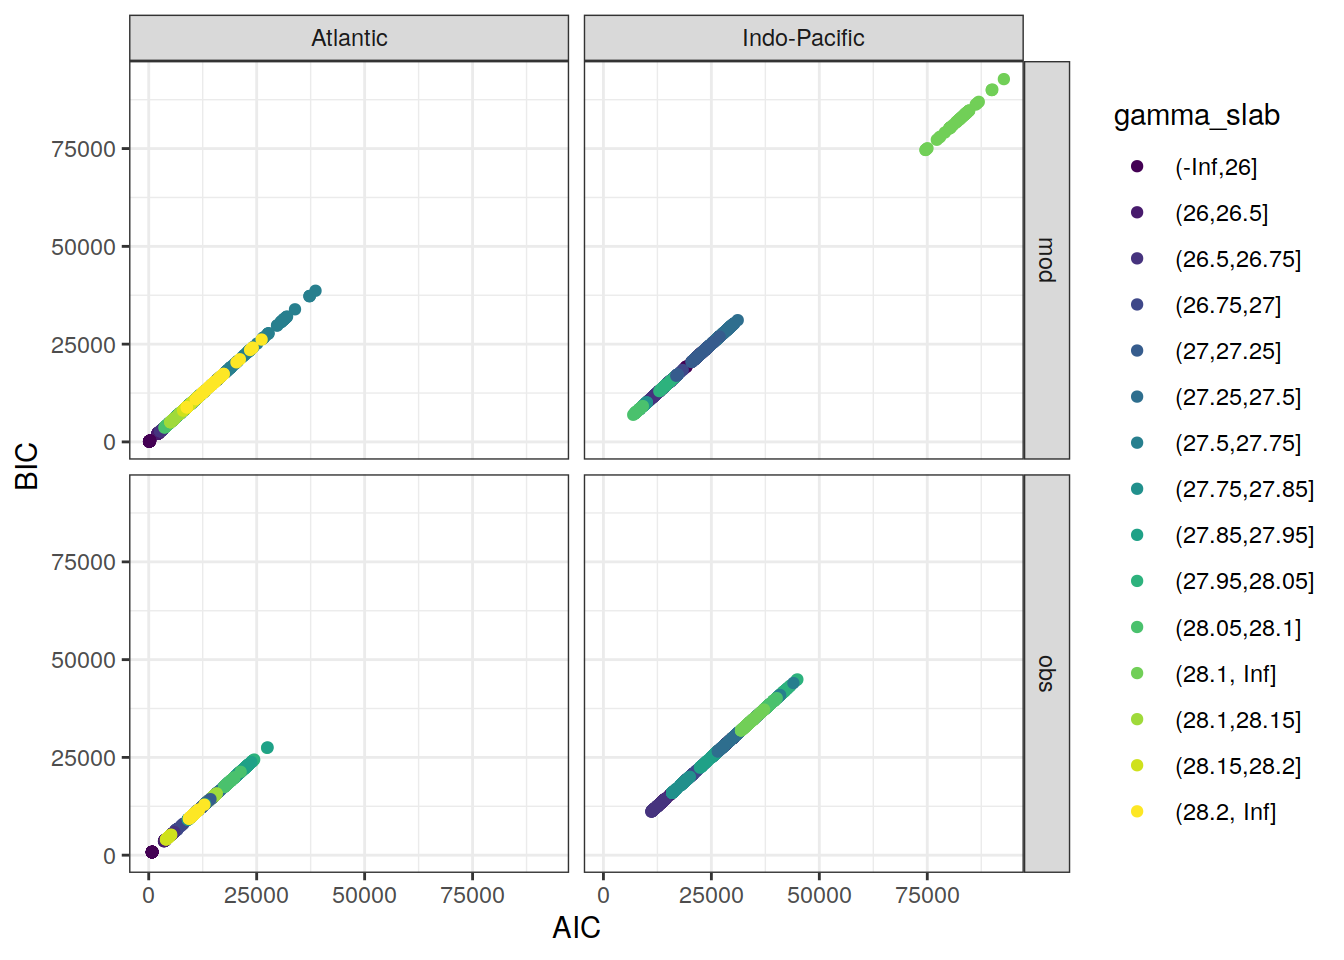 Atlantic
Indo-Pacific
mod
obs
75000
50000
25000
0
75000
50000
25000
0
BIC
0
25000
50000
75000
0
25000
50000
75000
AIC
gamma_slab
(-Inf,26]
(26,26.5]
(26.5,26.75]
(26.75,27]
(27,27.25]
(27.25,27.5]
(27.5,27.75]
(27.75,27.85]
(27.85,27.95]
(27.95,28.05]
(28.05,28.1]
(28.1, Inf]
(28.1,28.15]
(28.15,28.2]
(28.2, Inf]